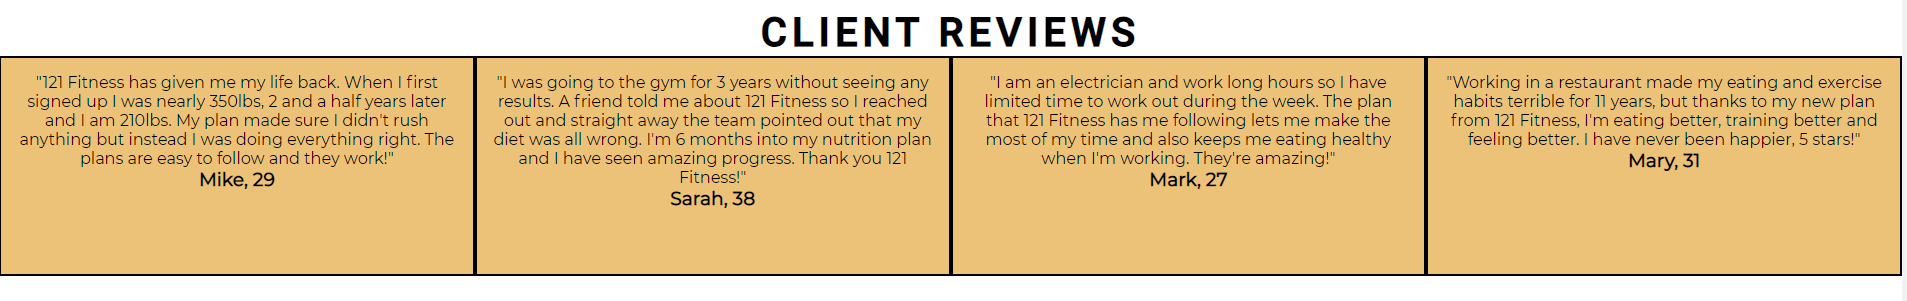 CLIENT REVIEWS
"121 Fitness has given me my life back. When I first
signed up I was nearly 350lbs, 2 and a half years later
and I am 210lbs. My plan made sure I didn't rush
anything but instead I was doing everything right. The
plans are easy to follow and they work!"
Mike, 29
"I was going to the gym for 3 years without seeing any
results. A friend told me about 121 Fitness so I reached
out and straight away the team pointed out that my
diet was all wrong. I'm 6 months into my nutrition plan
and I have seen amazing progress. Thank you 121
Fitness!"
Sarah, 38
"I am an electrician and work long hours so I have
limited time to work out during the week. The plan
that 121 Fitness has me following lets me make the
most of my time and also keeps me eating healthy
when I'm working. They're amazing!"
Mark, 27
"Working in a restaurant made my eating and exercise
habits terrible for 11 years, but thanks to my new plan
from 121 Fitness, I'm eating better, training better and
feeling better. I have never been happier, 5 stars!"
Mary, 31